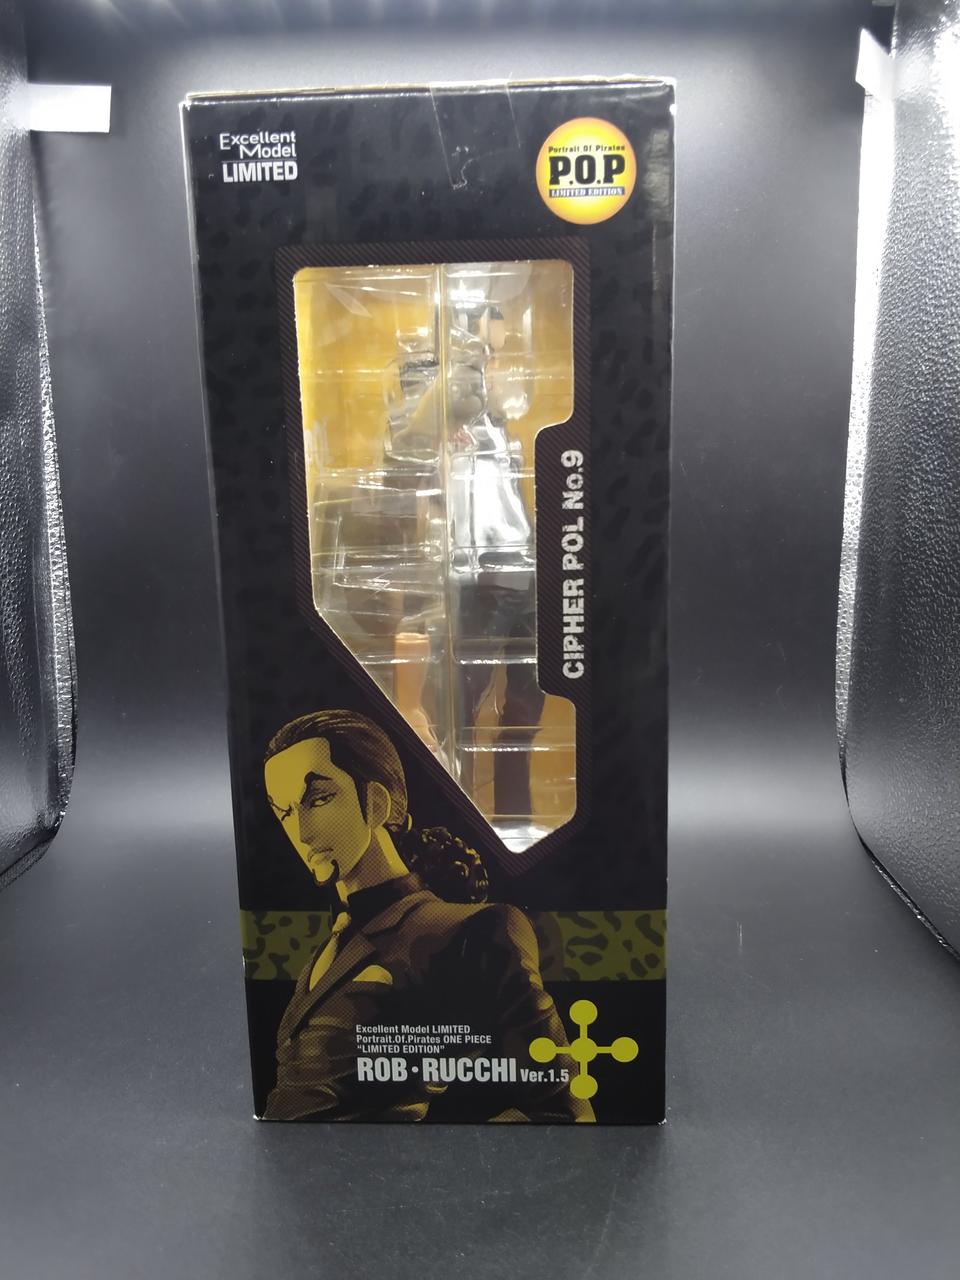 Excellent
Model
LIMITED
Portrait.Of.Pirates
P.O.P
LIMITED EDITION
CIPHER POL No.9
Excellent Model LIMITED
Portrait.Of.Pirates ONE PIECE
"LIMITED EDITION"
ROB・RUCCHI Ver.1.5